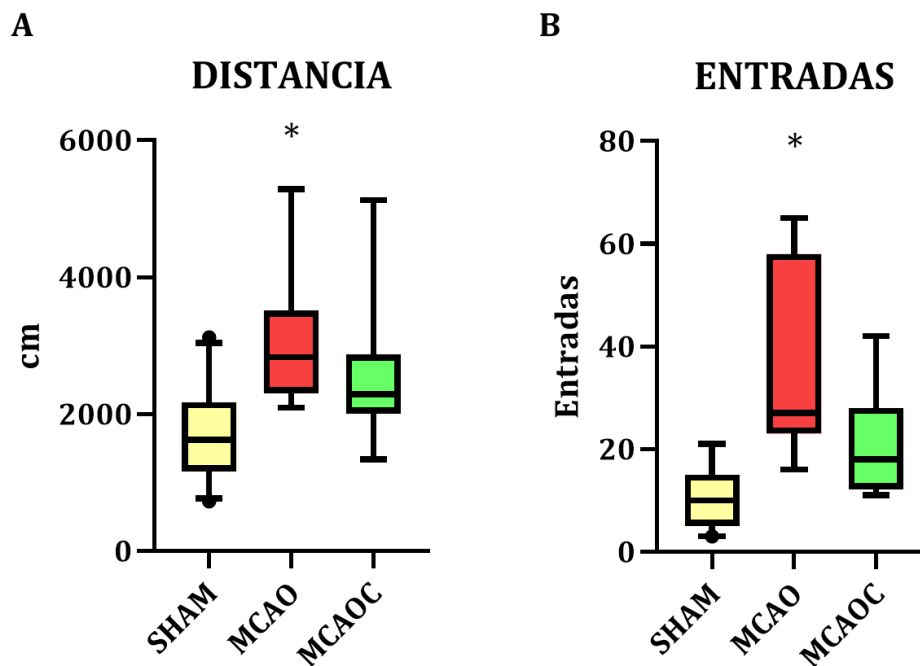 A
DISTANCIA
*
6000
4000
2000
0
cm
SHAM
MCAO
MCAOC
B
ENTRADAS
*
80
60
40
20
0
Entradas
SHAM
MCAO
MCAOC